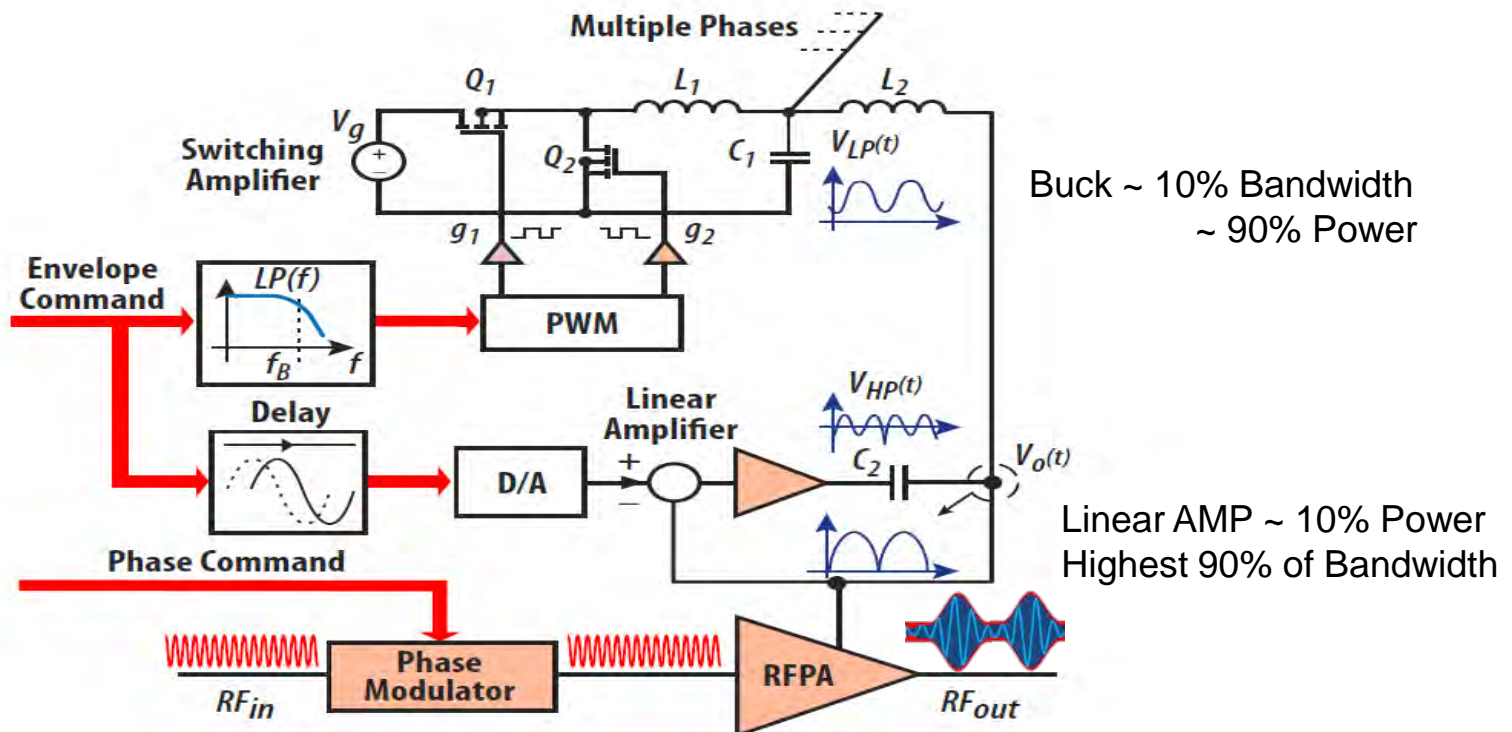 Multiple Phases
Q1
L1
L2
Vg
+
−
Switching
Amplifier
Q2
C1
VLP(t)
Buck ~ 10% Bandwidth
~ 90% Power
g1
g2
Envelope
Command
LP(f)
fB
f
PWM
Delay
Linear
Amplifier
VHP(t)
D/A
+
−
C2
Vo(t)
Linear AMP ~ 10% Power
Highest 90% of Bandwidth
Phase Command
RFin
Phase
Modulator
RFPA
RFout